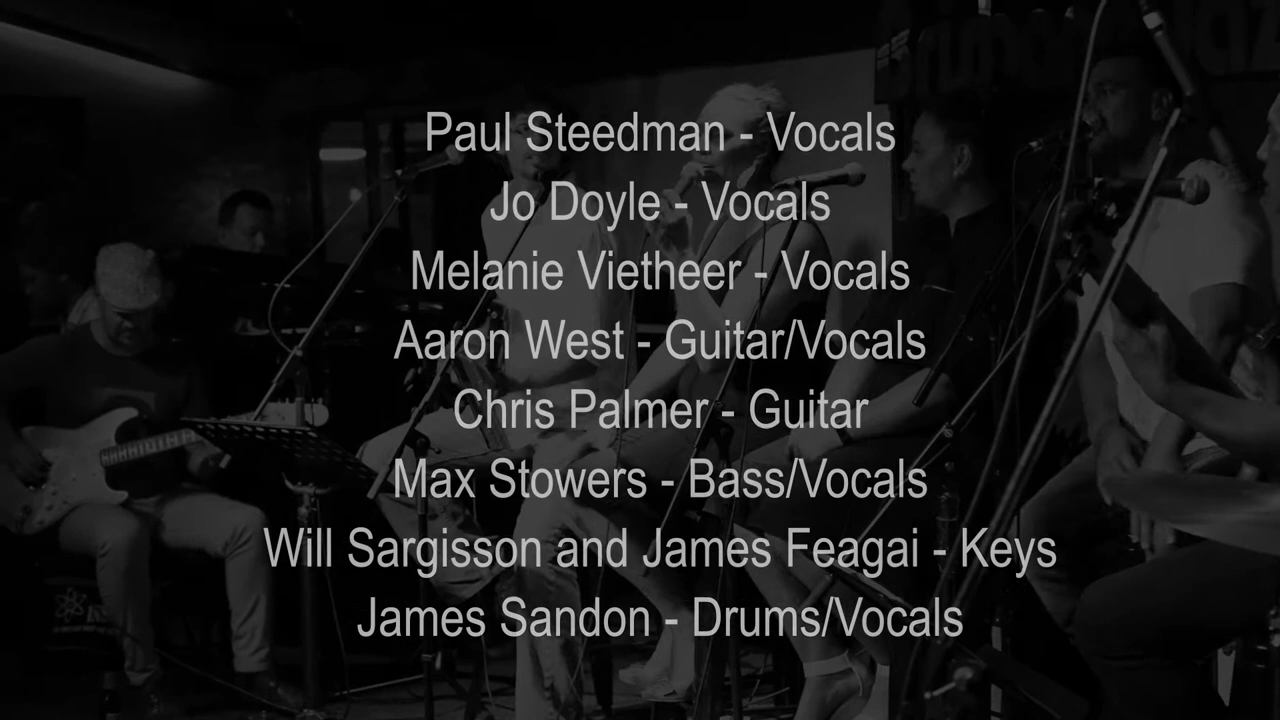 Paul Steedman - Vocals
Jo Doyle - Vocals
Melanie Vietheer - Vocals
Aaron West - Guitar/Vocals
Chris Palmer - Guitar
Max Stowers - Bass/Vocals
Will Sargisson and James Feagai - Keys
James Sandon - Drums/Vocals